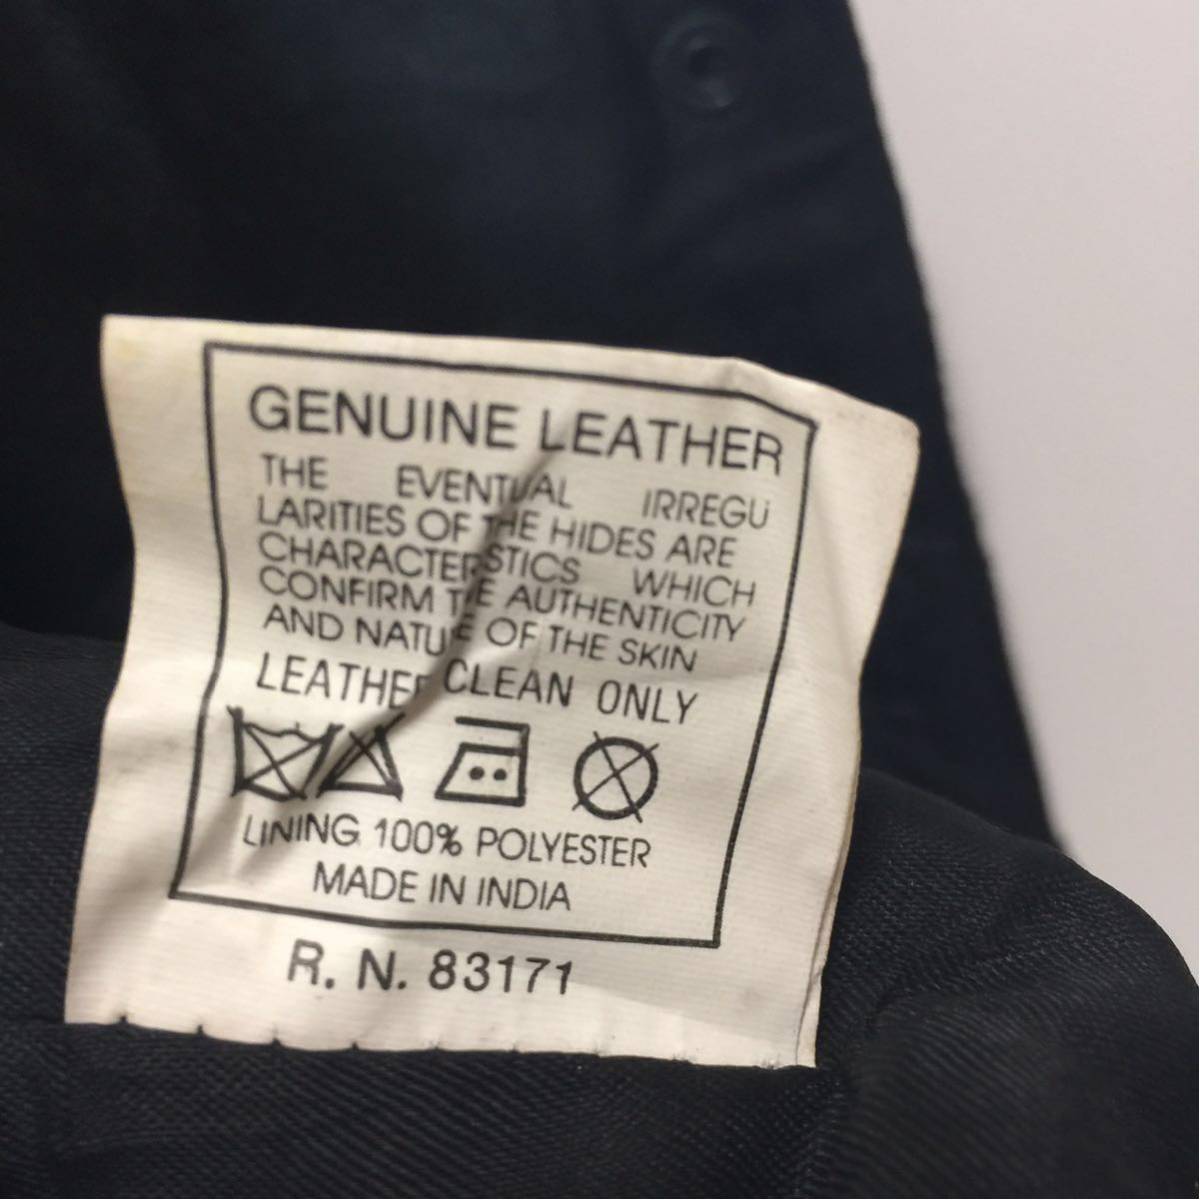 GENUINE LEATHER
THE EVENTUAL IRREGU
LARITIES OF THE HIDES ARE
CHARACTERSTICS WHICH
CONFIRM THE AUTHENTICITY
AND NATURE OF THE SKIN
LEATHER CLEAN ONLY
LINING 100% POLYESTER
MADE IN INDIA
R. N. 83171